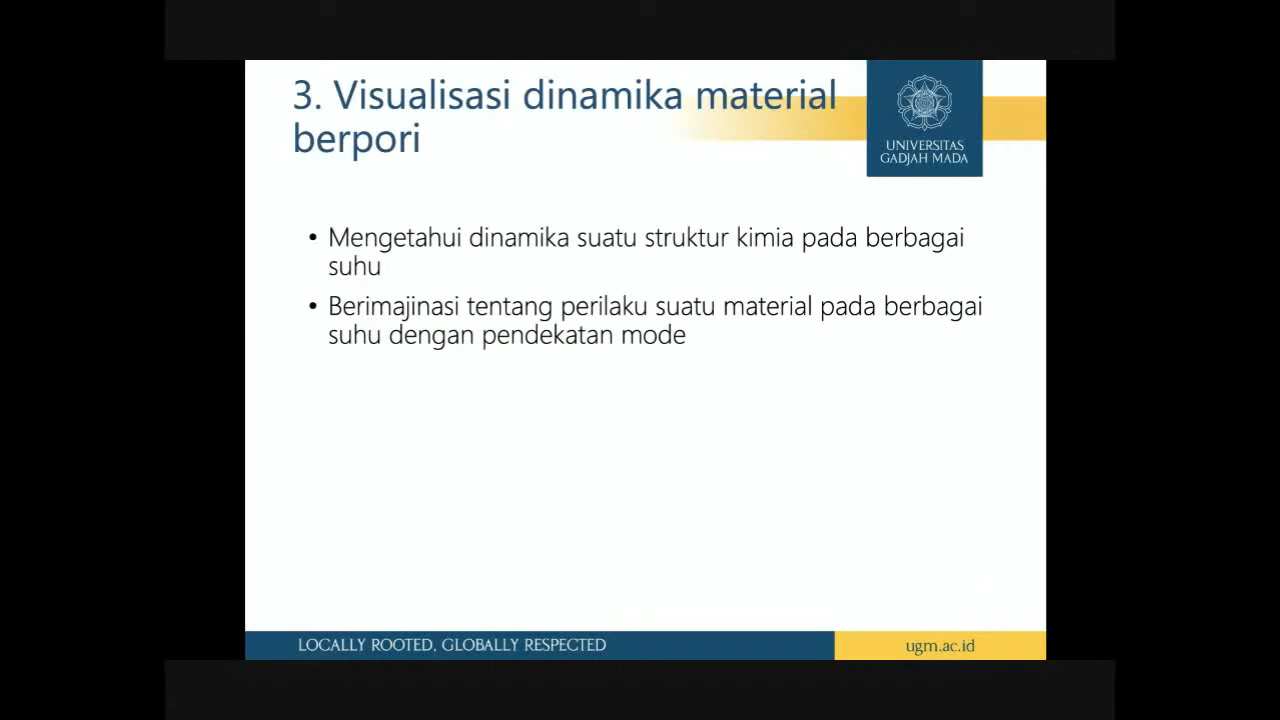 3. Visualisasi dinamika material
berpori
UNIVERSITAS
GADJAH MADA
• Mengetahui dinamika suatu struktur kimia pada berbagai
suhu
• Berimajinasi tentang perilaku suatu material pada berbagai
suhu dengan pendekatan mode
LOCALLY ROOTED, GLOBALLY RESPECTED
ugm.ac.id